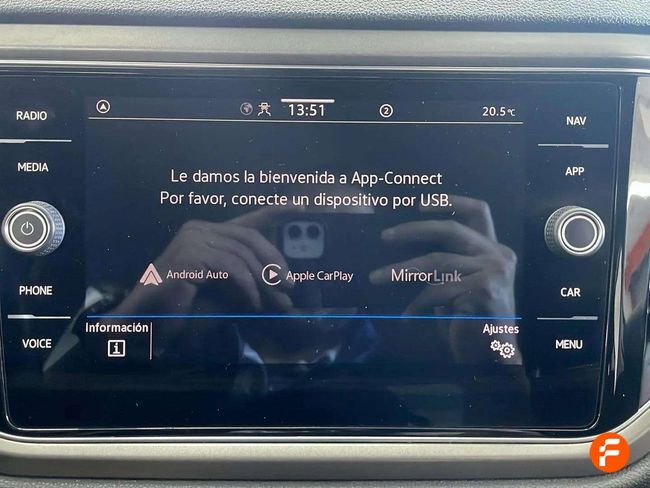 RADIO
MEDIA
PHONE
VOICE
13:51
2
20.5°C
Le damos la bienvenida a App-Connect
Por favor, conecte un dispositivo por USB.
Android Auto
Apple CarPlay
MirrorLink
Información
Ajustes
NAV
APP
CAR
MENU